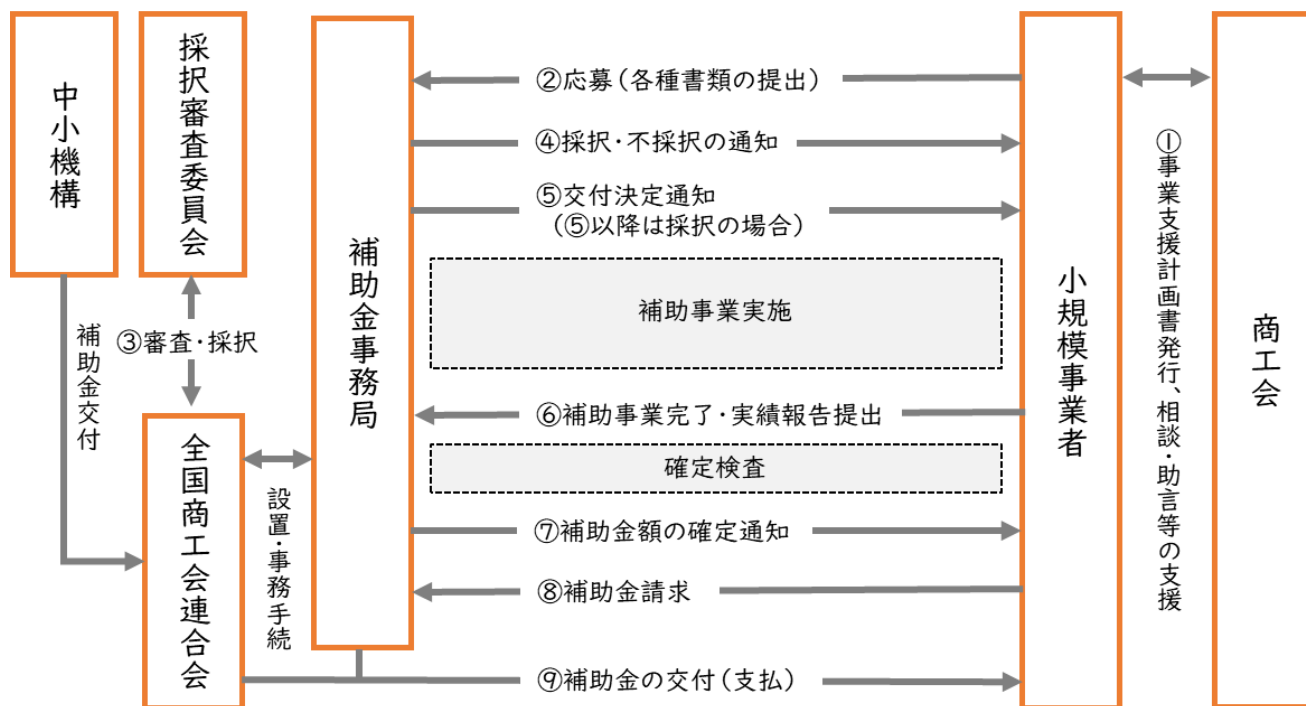 中小機構
採択審査委員会
補助金事務局
小規模事業者
商工会
全国商工会連合会
①事業支援計画書発行、相談・助言等の支援
②応募(各種書類の提出)
③審査・採択
④採択・不採択の通知
⑤交付決定通知
(⑤以降は採択の場合)
補助事業実施
⑥補助事業完了・実績報告提出
確定検査
⑦補助金額の確定通知
⑧補助金請求
⑨補助金の交付(支払)
補助金交付
設置・事務手続